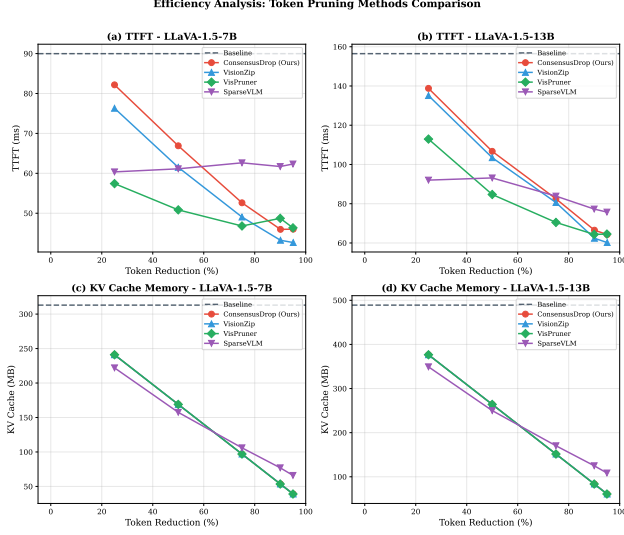 Efficiency Analysis: Token Pruning Methods Comparison
(a) TTFT - LLaVA-1.5-7B
90
80
70
60
50
TTFT (ms)
0 20 40 60 80 100
Token Reduction (%)
Baseline
ConsensusDrop (Ours)
VisionZip
VisPruner
SparseVLM
(b) TTFT - LLaVA-1.5-13B
160
140
120
100
80
60
TTFT (ms)
0 20 40 60 80 100
Token Reduction (%)
Baseline
ConsensusDrop (Ours)
VisionZip
VisPruner
SparseVLM
(c) KV Cache Memory - LLaVA-1.5-7B
300
250
200
150
100
50
KV Cache (MB)
0 20 40 60 80 100
Token Reduction (%)
Baseline
ConsensusDrop (Ours)
VisionZip
VisPruner
SparseVLM
(d) KV Cache Memory - LLaVA-1.5-13B
500
400
300
200
100
KV Cache (MB)
0 20 40 60 80 100
Token Reduction (%)
Baseline
ConsensusDrop (Ours)
VisionZip
VisPruner
SparseVLM